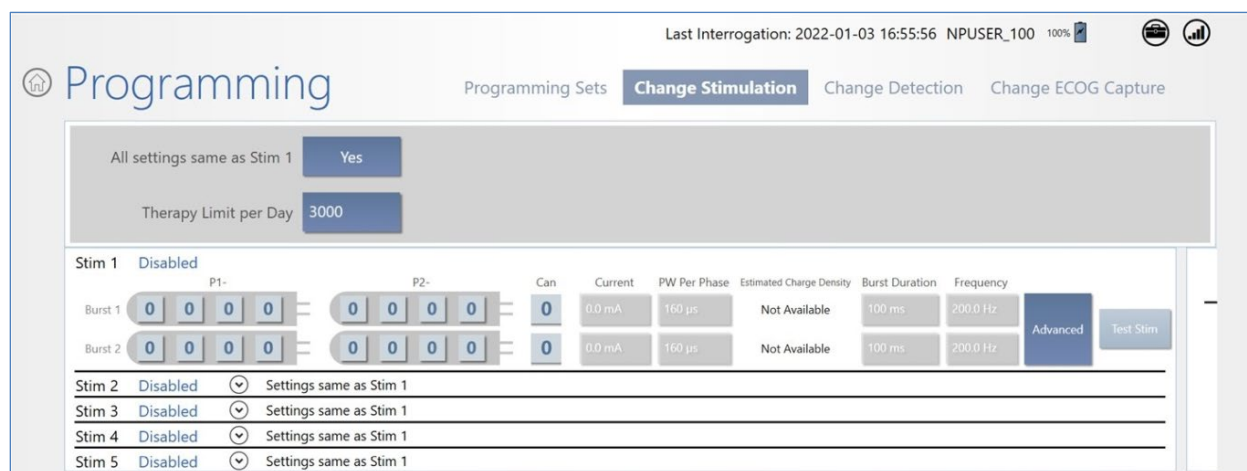 Last Interrogation: 2022-01-03 16:55:56 NPUSER_100 100%
Programming
Programming Sets Change Stimulation Change Detection Change ECOG Capture
All settings same as Stim 1 Yes
Therapy Limit per Day 3000
Stim 1 Disabled
P1- P2- Can Current PW Per Phase Estimated Charge Density Burst Duration Frequency
Burst 1 0 0 0 0 0 0 0 0 0 0.0 mA 160 µs Not Available 100 ms 200.0 Hz
Advanced Test Stim
Burst 2 0 0 0 0 0 0 0 0 0 0.0 mA 160 µs Not Available 100 ms 200.0 Hz
Stim 2 Disabled Settings same as Stim 1
Stim 3 Disabled Settings same as Stim 1
Stim 4 Disabled Settings same as Stim 1
Stim 5 Disabled Settings same as Stim 1